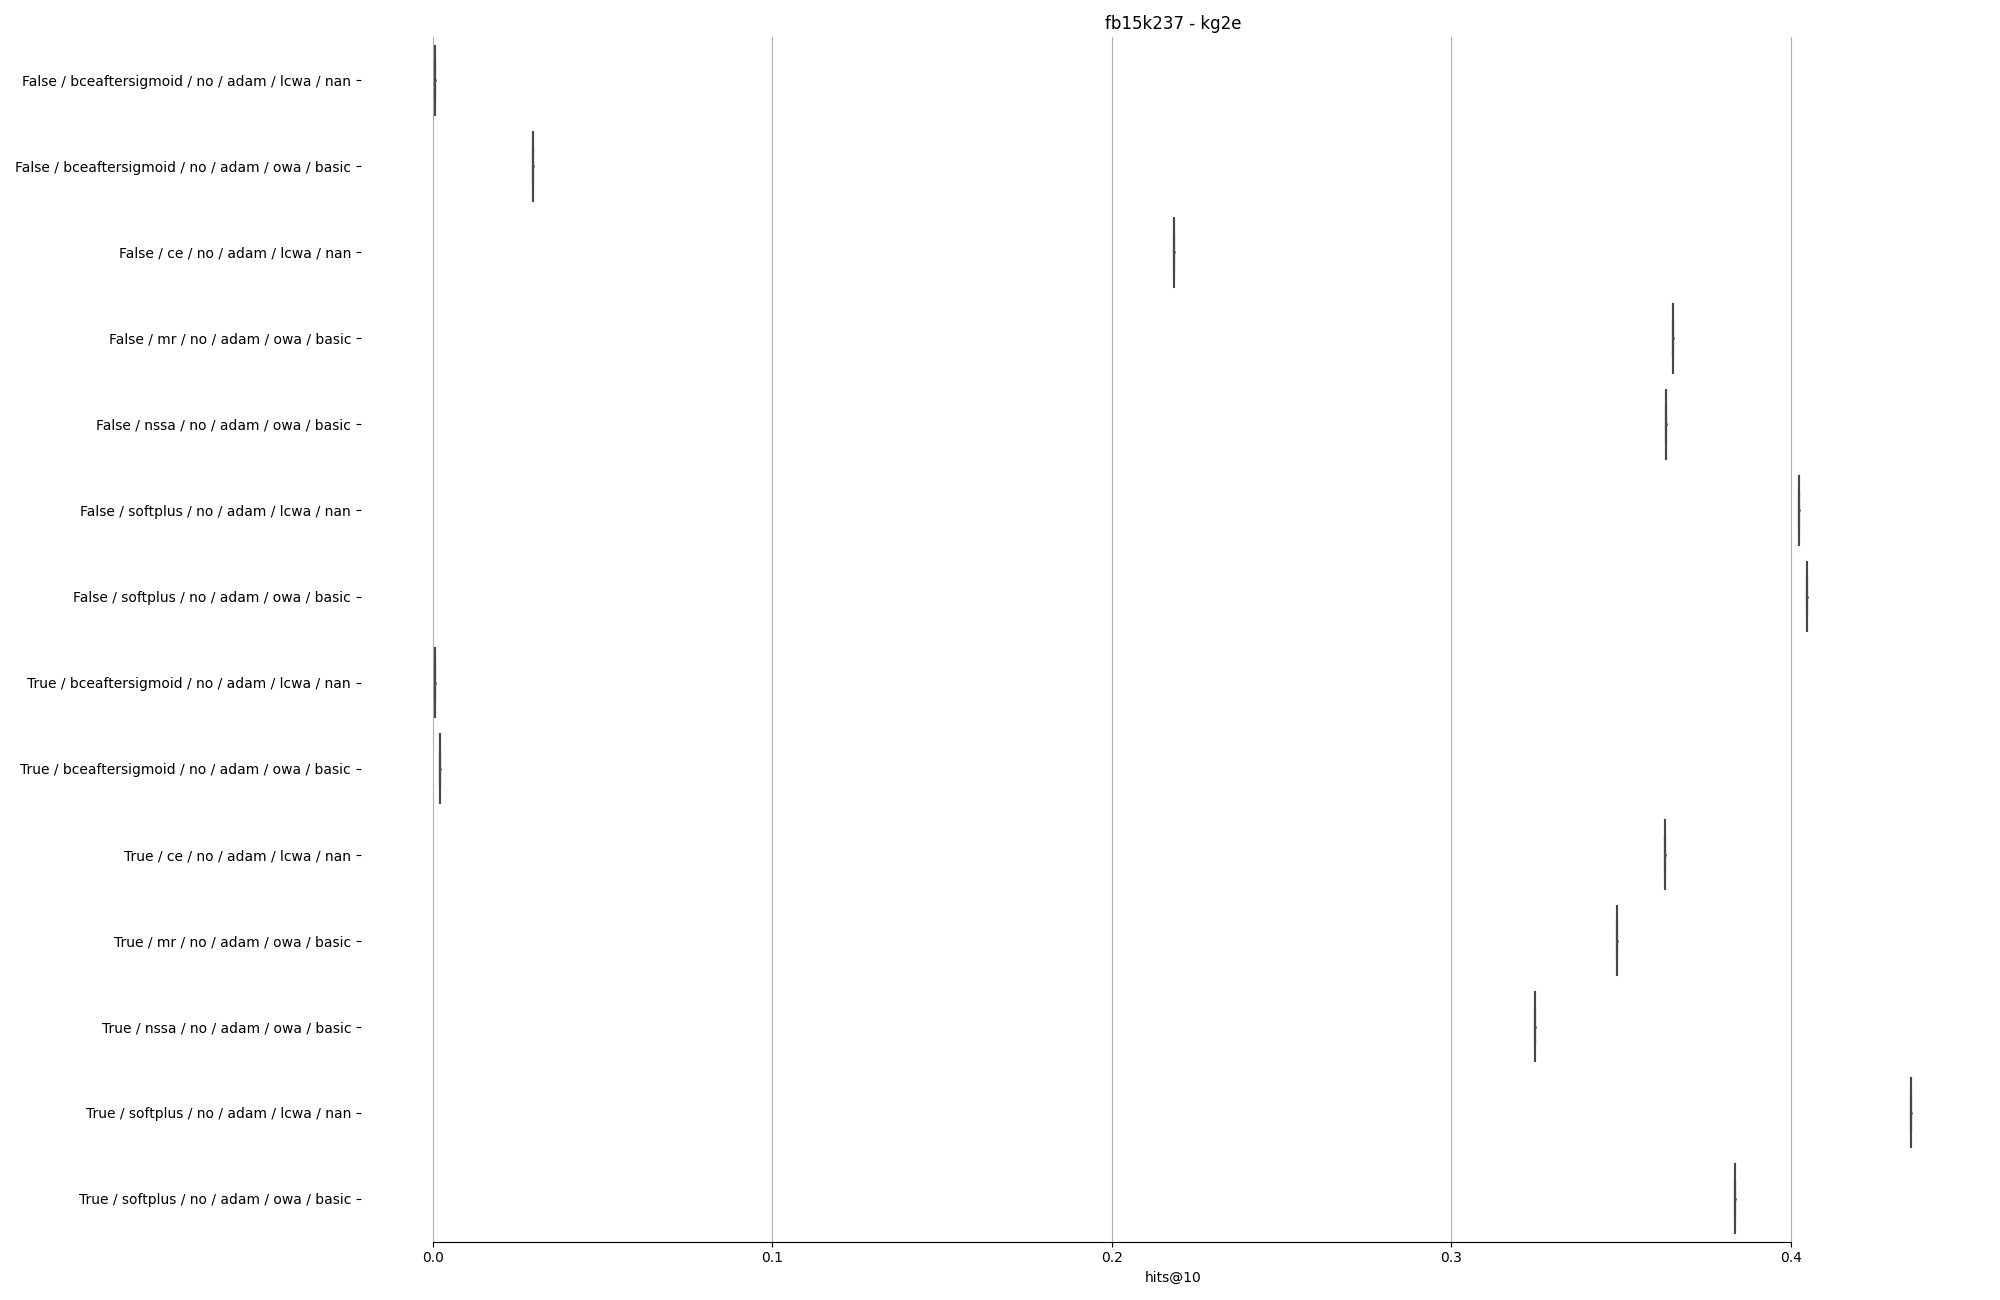 fb15k237 - kg2e
False / bceaftersigmoid / no / adam / lcwa / nan
False / bceaftersigmoid / no / adam / owa / basic
False / ce / no / adam / lcwa / nan
False / mr / no / adam / owa / basic
False / nssa / no / adam / owa / basic
False / softplus / no / adam / lcwa / nan
False / softplus / no / adam / owa / basic
True / bceaftersigmoid / no / adam / lcwa / nan
True / bceaftersigmoid / no / adam / owa / basic
True / ce / no / adam / lcwa / nan
True / mr / no / adam / owa / basic
True / nssa / no / adam / owa / basic
True / softplus / no / adam / lcwa / nan
True / softplus / no / adam / owa / basic
0.0 0.1 0.2 0.3 0.4
hits@10